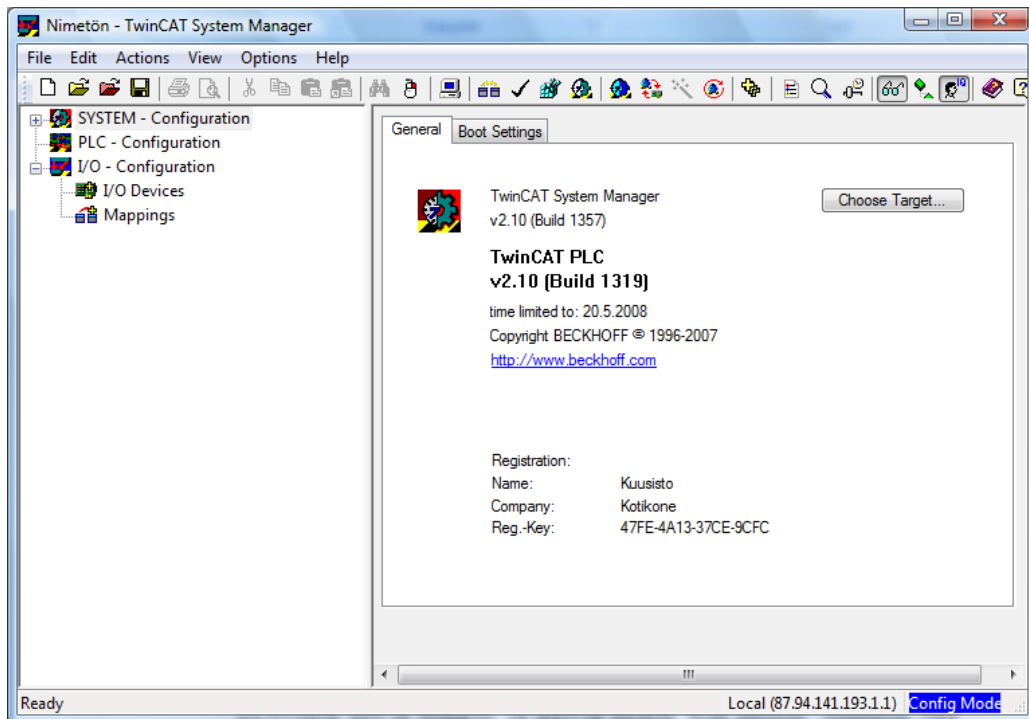 Nimetön - TwinCAT System Manager
File Edit Actions View Options Help
SYSTEM - Configuration
PLC - Configuration
I/O - Configuration
I/O Devices
Mappings
General Boot Settings
TwinCAT System Manager
v2.10 (Build 1357)
Choose Target...
TwinCAT PLC
v2.10 (Build 1319)
time limited to: 20.5.2008
Copyright BECKHOFF © 1996-2007
http://www.beckhoff.com
Registration:
Name: Kuusisto
Company: Kotikone
Reg.-Key: 47FE-4A13-37CE-9CFC
Ready Local (87.94.141.193.1.1) Config Mode